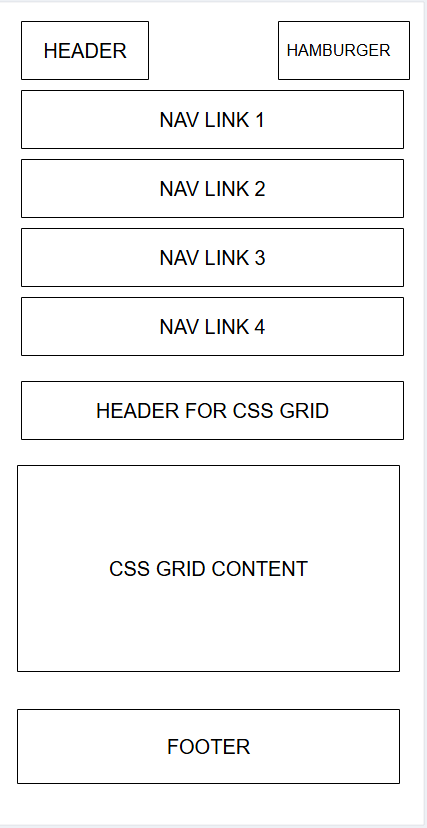 HEADER
HAMBURGER
NAV LINK 1
NAV LINK 2
NAV LINK 3
NAV LINK 4
HEADER FOR CSS GRID
CSS GRID CONTENT
FOOTER